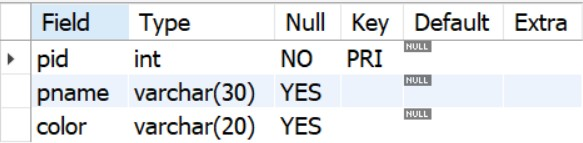 Field Type Null Key Default Extra
pid int NO PRI NULL
pname varchar(30) YES NULL
color varchar(20) YES NULL